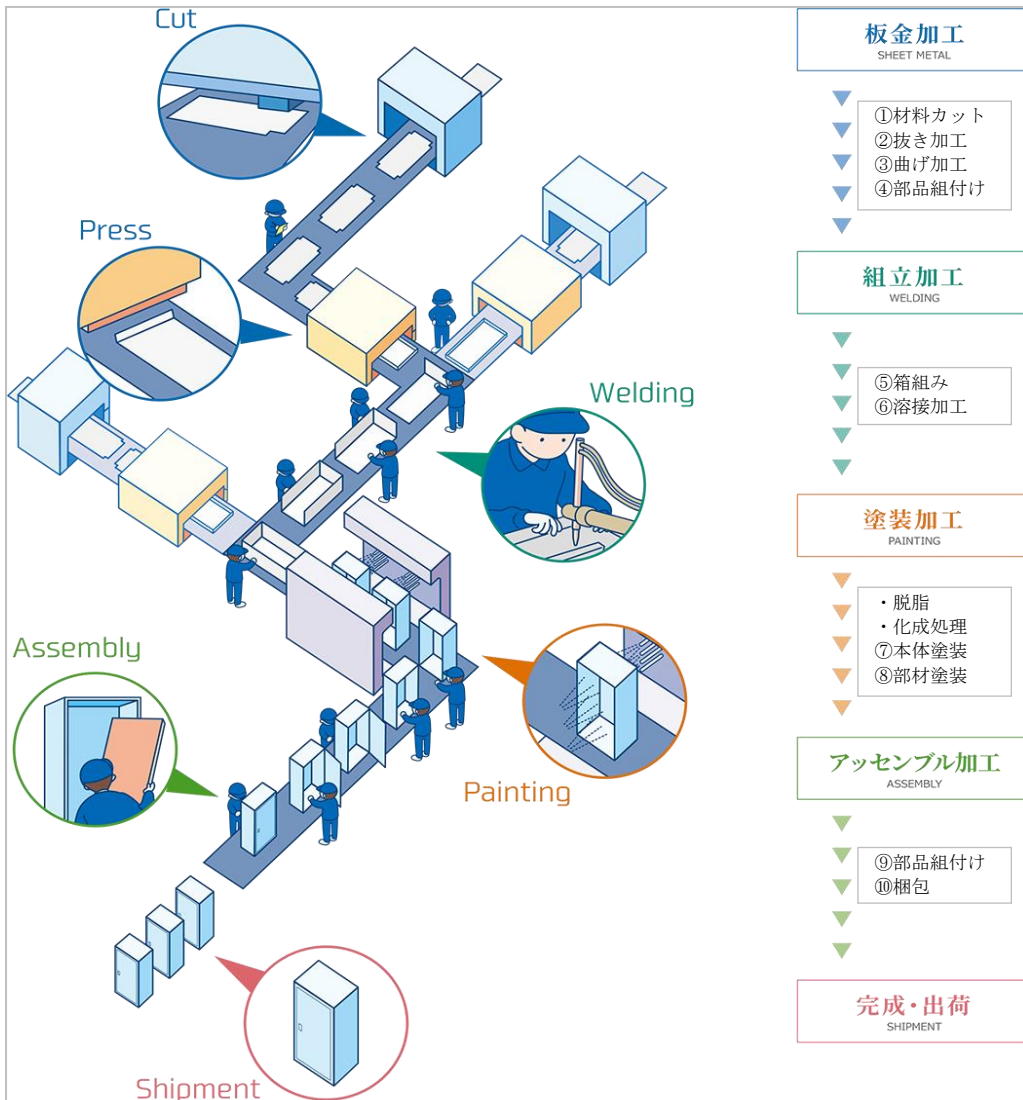 Cut
Press
Welding
Assembly
Painting
Shipment
板金加工
SHEET METAL
①材料カット
②抜き加工
③曲げ加工
④部品組付け
組立加工
WELDING
⑤箱組み
⑥溶接加工
塗装加工
PAINTING
・脱脂
・化成処理
⑦本体塗装
⑧部材塗装
アッセンブル加工
ASSEMBLY
⑨部品組付け
⑩梱包
完成・出荷
SHIPMENT